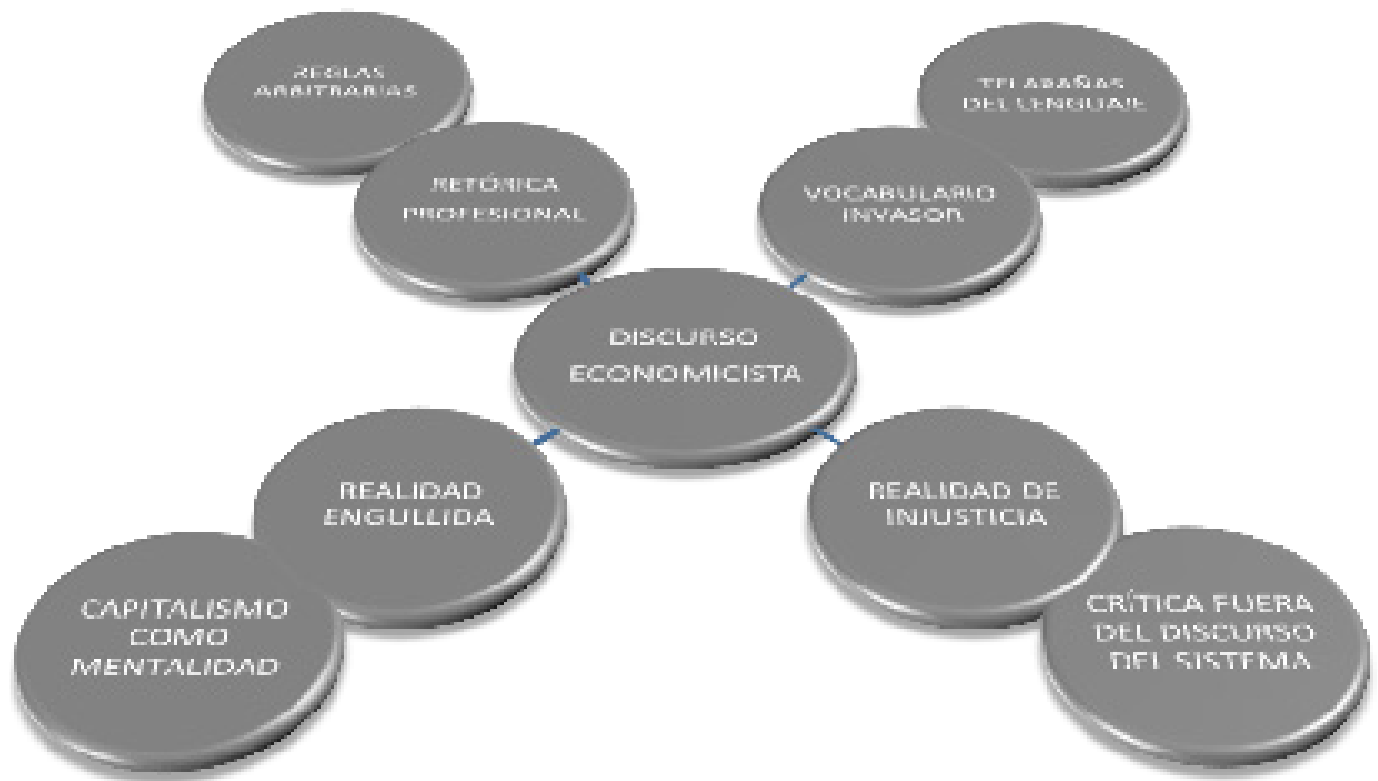 REGLAS
ARBITRARIAS
TELARAÑAS
DEL LENGUAJE
RETÓRICA
PROFESIONAL
VOCABULARIO
INVASOR
DISCURSO
ECONOMICISTA
REALIDAD
ENGULLIDA
REALIDAD DE
INJUSTICIA
CAPITALISMO
COMO
MENTALIDAD
CRÍTICA FUERA
DEL DISCURSO
DEL SISTEMA